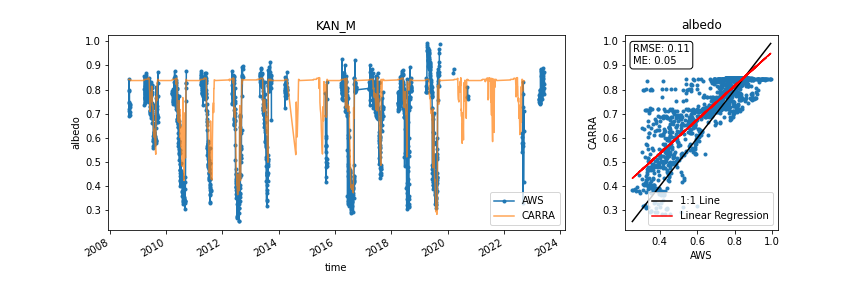 KAN_M
albedo
1.0
0.9
0.8
0.7
0.6
0.5
0.4
0.3
2008
2010
2012
2014
2016
2018
2020
2022
2024
time
AWS
CARRA
albedo
RMSE: 0.11
ME: 0.05
CARRA
1.0
0.9
0.8
0.7
0.6
0.5
0.4
0.3
0.4
0.6
0.8
1.0
AWS
1:1 Line
Linear Regression